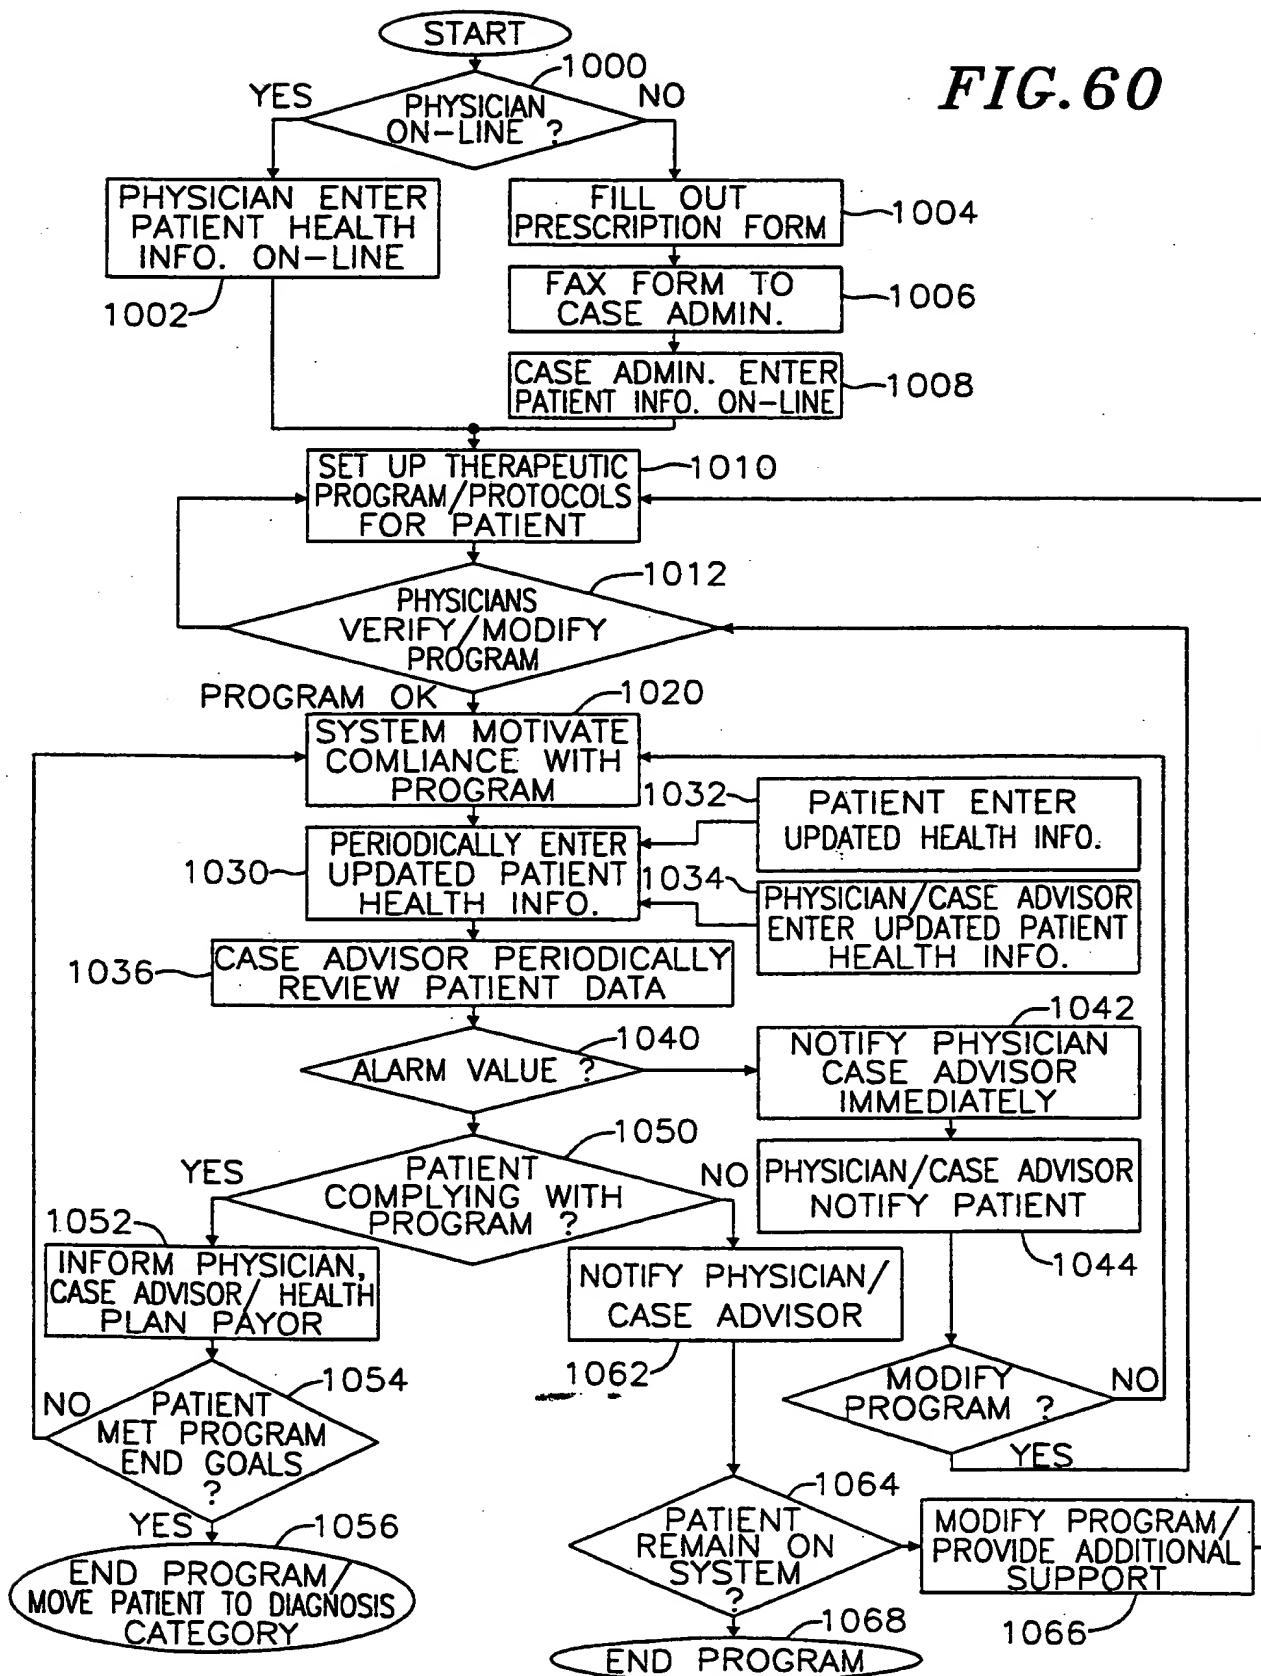 START
1000
FIG.60
YES
NO
PHYSICIAN
ON-LINE ?
PHYSICIAN ENTER
PATIENT HEALTH
INFO. ON-LINE
1002
FILL OUT
PRESCRIPTION FORM
1004
FAX FORM TO
CASE ADMIN.
1006
CASE ADMIN. ENTER
PATIENT INFO. ON-LINE
1008
SET UP THERAPEUTIC
PROGRAM/PROTOCOLS
FOR PATIENT
1010
PHYSICIANS
VERIFY/MODIFY
PROGRAM
1012
PROGRAM OK
1020
SYSTEM MOTIVATE
COMLIANCE WITH
PROGRAM
1032
PATIENT ENTER
UPDATED HEALTH INFO.
1030
PERIODICALLY ENTER
UPDATED PATIENT
HEALTH INFO.
1034
PHYSICIAN/CASE ADVISOR
ENTER UPDATED PATIENT
HEALTH INFO.
1036
CASE ADVISOR PERIODICALLY
REVIEW PATIENT DATA
1040
ALARM VALUE ?
1042
NOTIFY PHYSICIAN
CASE ADVISOR
IMMEDIATELY
1050
YES
NO
PATIENT
COMPLYING WITH
PROGRAM ?
PHYSICIAN/CASE ADVISOR
NOTIFY PATIENT
1044
1052
INFORM PHYSICIAN,
CASE ADVISOR/ HEALTH
PLAN PAYOR
NOTIFY PHYSICIAN/
CASE ADVISOR
1062
MODIFY
PROGRAM ?
NO
YES
1054
NO
PATIENT
MET PROGRAM
END GOALS
?
YES
1056
END PROGRAM/
MOVE PATIENT TO DIAGNOSIS
CATEGORY
1064
PATIENT
REMAIN ON
SYSTEM
?
MODIFY PROGRAM/
PROVIDE ADDITIONAL
SUPPORT
1066
1068
END PROGRAM